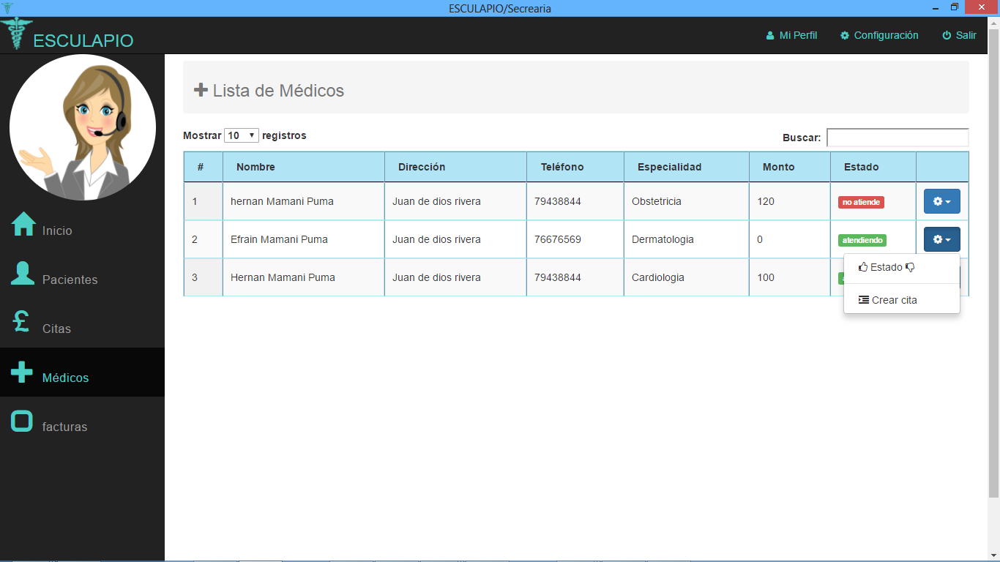 ESCULAPIO/Secrearia
ESCULAPIO
Mi Perfil Configuración Salir
Inicio
Pacientes
Citas
Médicos
facturas
Lista de Médicos
Mostrar 10 registros
Buscar:
# Nombre Dirección Teléfono Especialidad Monto Estado
1 hernan Mamani Puma Juan de dios rivera 79438844 Obstetricia 120 no atiende
2 Efrain Mamani Puma Juan de dios rivera 76676569 Dermatologia 0 atendiendo
3 Hernan Mamani Puma Juan de dios rivera 79438844 Cardiologia 100
Estado
Crear cita